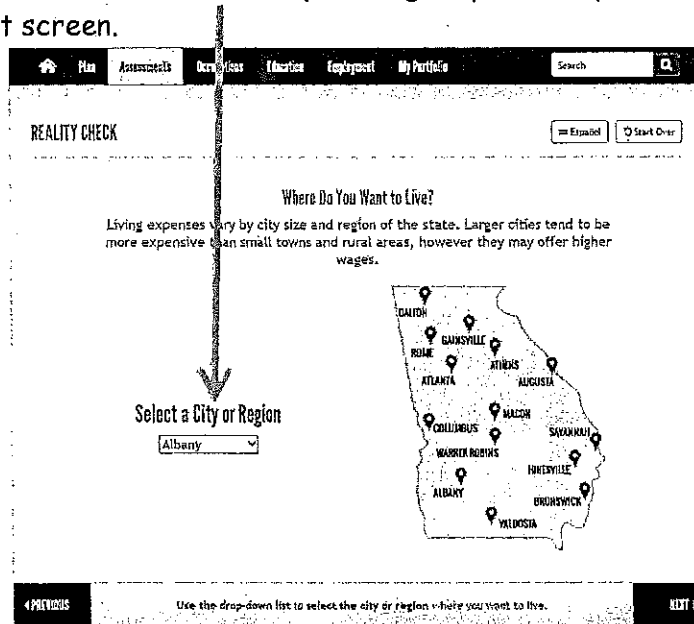 t screen.
Plan Assessments Occupations Education Employment My Portfolio Search
REALITY CHECK Español Start Over
Where Do You Want to Live?
Living expenses vary by city size and region of the state. Larger cities tend to be
more expensive than small towns and rural areas, however they may offer higher
wages.
DALTON
GAINSVILLE
ROME
ATHENS
ATLANTA
AUGUSTA
Select a City or Region
Albany
MACON
COLUMBUS
SAVANNAH
WARNER ROBINS
HINESVILLE
ALBANY
BRUNSWICK
VALDOSTA
PREVIOUS Use the drop-down list to select the city or region where you want to live. NEXT